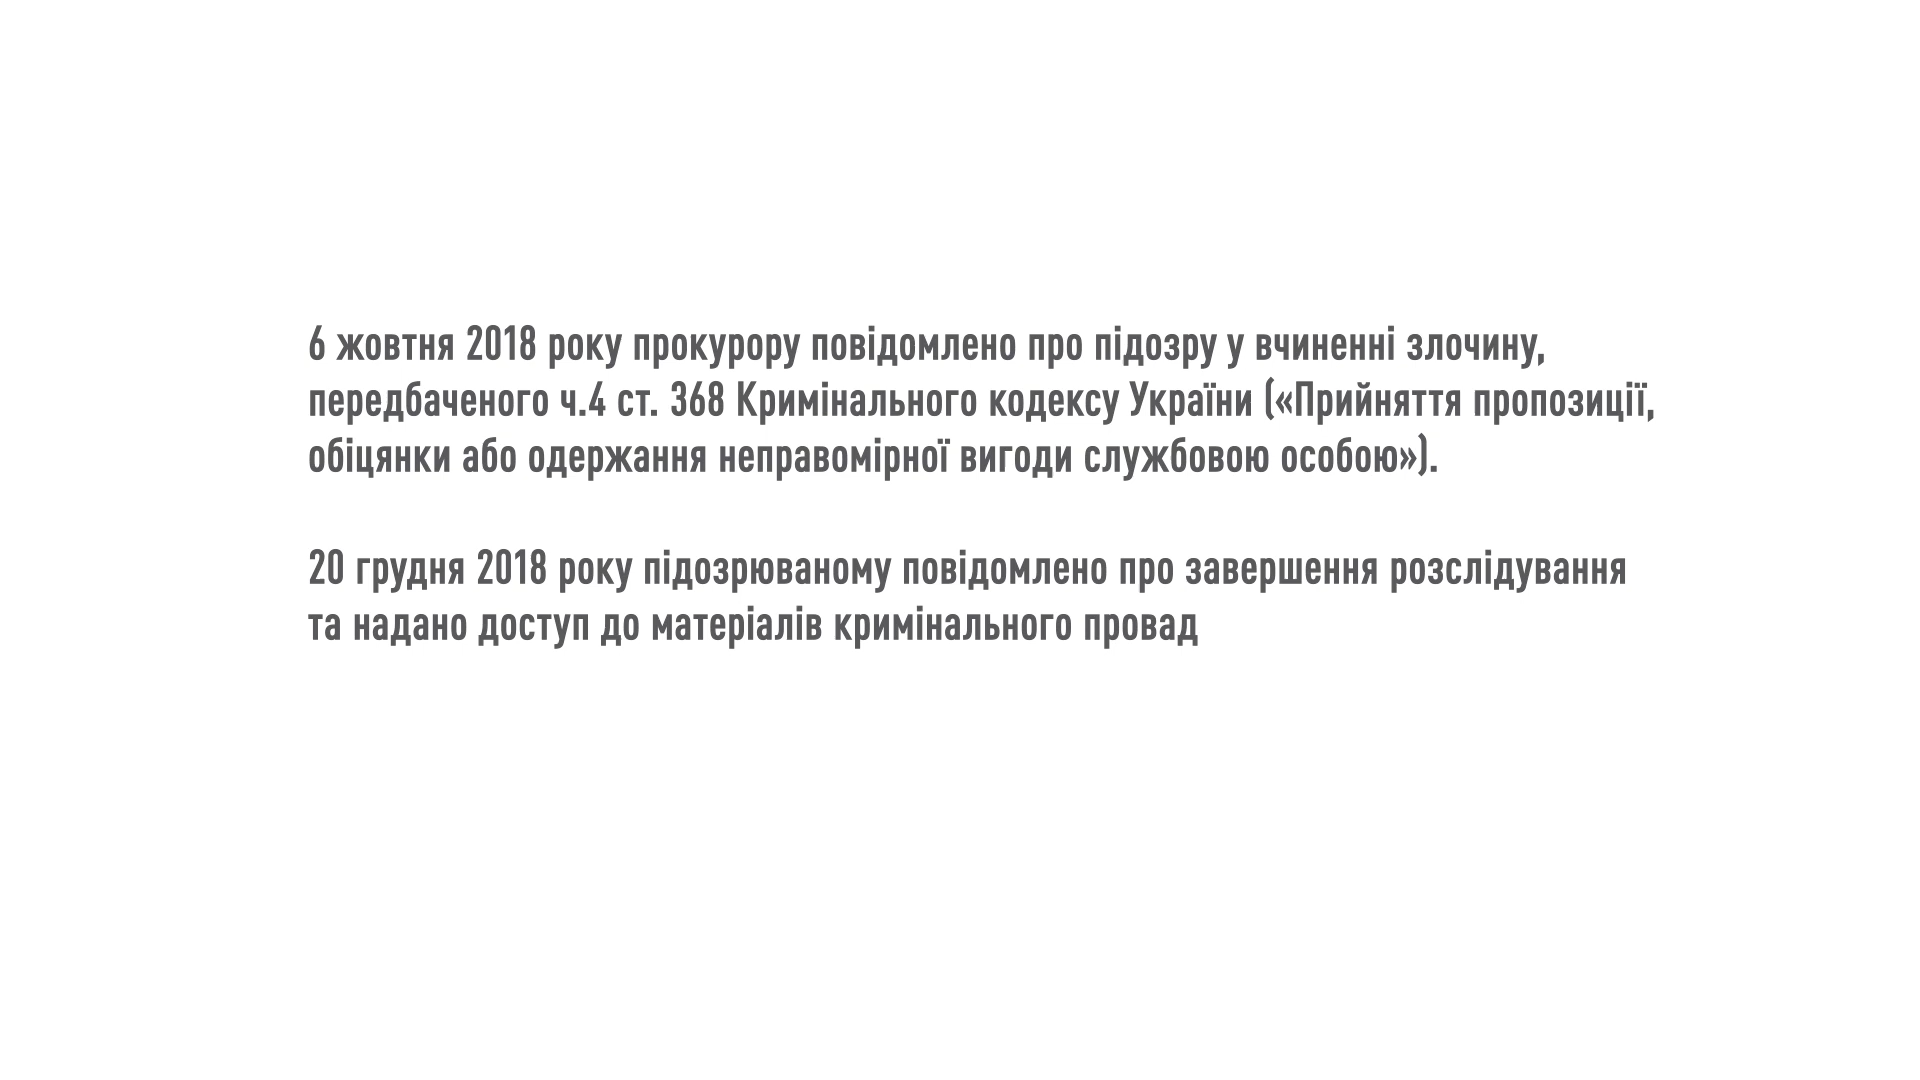 6 жовтня 2018 року прокурору повідомлено про підозру у вчиненні злочину,
передбаченого ч.4 ст. 368 Кримінального кодексу України («Прийняття пропозиції,
обіцянки або одержання неправомірної вигоди службовою особою»).
20 грудня 2018 року підозрюваному повідомлено про завершення розслідування
та надано доступ до матеріалів кримінального провад